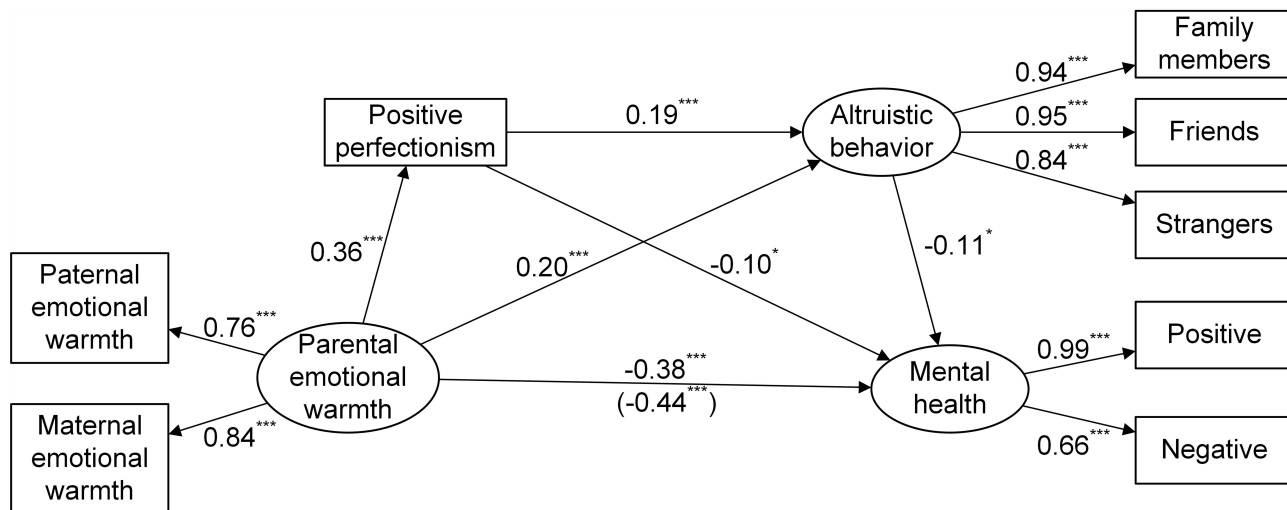 Family
members
0.94***
Positive
perfectionism
0.19***
Altruistic
behavior
0.95***
Friends
0.84***
Strangers
0.36***
0.20***
-0.10*
-0.11*
Paternal
emotional
warmth
0.76***
Parental
emotional
warmth
-0.38***
(-0.44***)
Mental
health
0.99***
Positive
Maternal
emotional
warmth
0.84***
0.66***
Negative